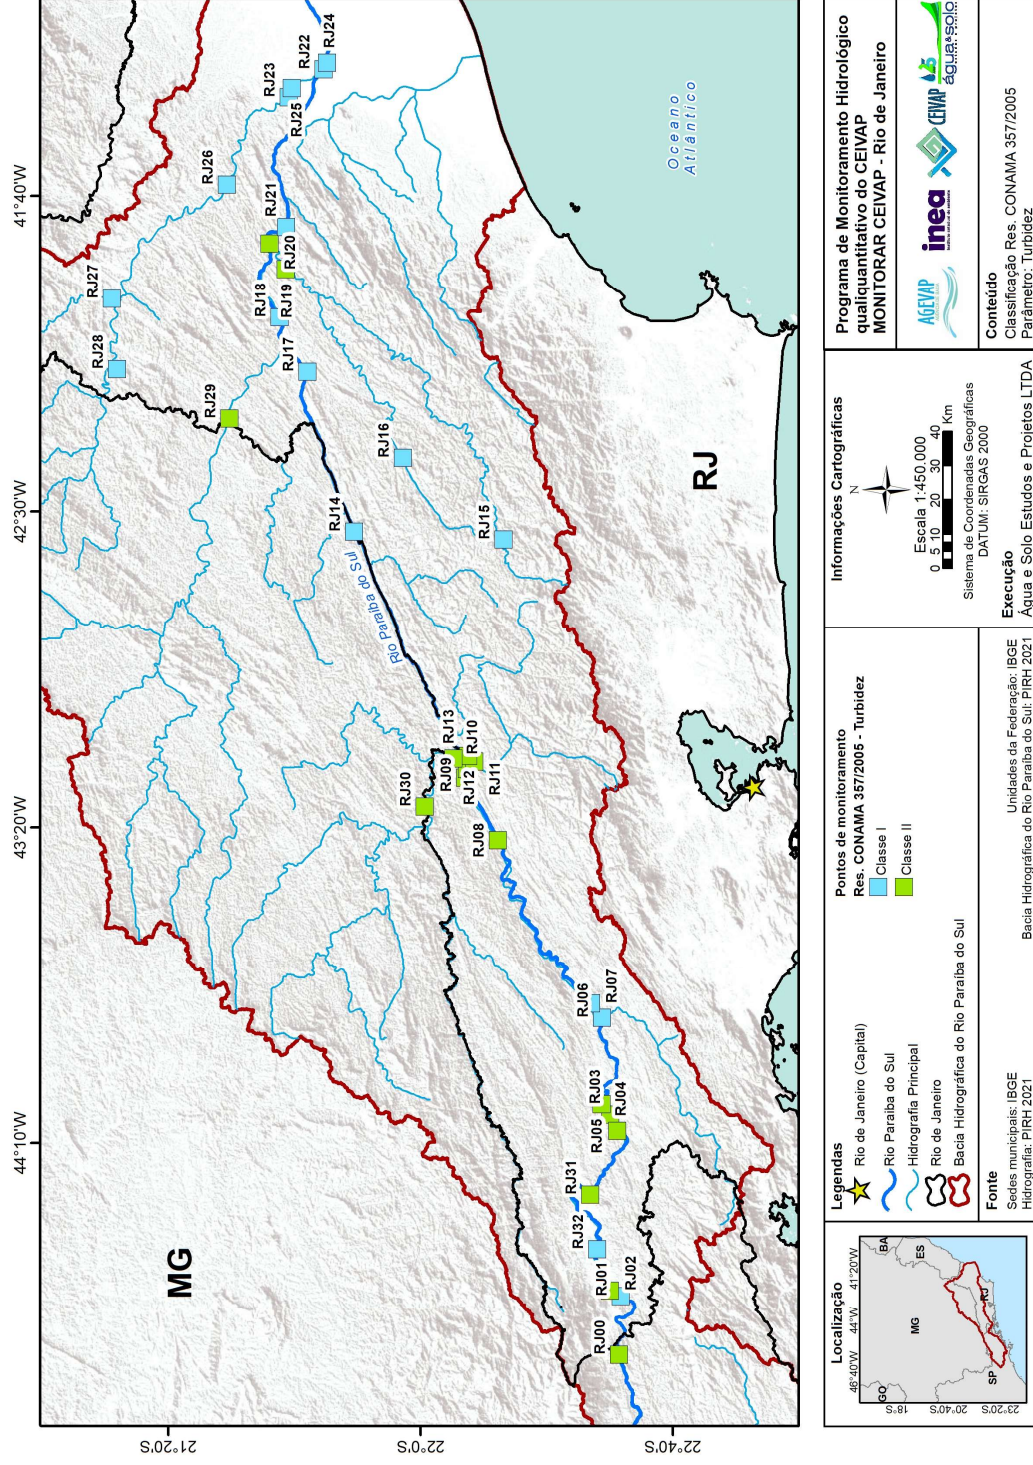 41°40'W
42°30'W
43°20'W
44°10'W
21°20'S
22°0'S
22°40'S
MG
RJ
Oceano
Atlântico
Rio Paraíba do Sul
RJ00
RJ01
RJ02
RJ32
RJ31
RJ05
RJ03
RJ04
RJ06
RJ07
RJ08
RJ30
RJ09
RJ12
RJ13
RJ10
RJ11
RJ14
RJ15
RJ16
RJ29
RJ28
RJ27
RJ17
RJ18
RJ19
RJ20
RJ21
RJ26
RJ25
RJ23
RJ22
RJ24
Localização
46°40'W
44°W
41°20'W
18°S
20°40'S
23°20'S
GO
MG
BA
ES
SP
RJ
Legendas
Rio de Janeiro (Capital)
Rio Paraíba do Sul
Hidrografia Principal
Rio de Janeiro
Bacia Hidrográfica do Rio Paraíba do Sul
Pontos de monitoramento
Res. CONAMA 357/2005 - Turbidez
Classe I
Classe II
Fonte
Sedes municipais: IBGE
Hidrografia: PIRH 2021
Unidades da Federação: IBGE
Bacia Hidrográfica do Rio Paraíba do Sul: PIRH 2021
Informações Cartográficas
N
Escala 1:450.000
0 5 10 20 30 40
Km
Sistema de Coordenadas Geográficas
DATUM: SIRGAS 2000
Execução
Água e Solo Estudos e Projetos LTDA
Programa de Monitoramento Hidrológico
qualiquantitativo do CEIVAP
MONITORAR CEIVAP - Rio de Janeiro
AGEVAP
inea
CEIVAP
água&solo
Conteúdo
Classificação Res. CONAMA 357/2005
Parâmetro: Turbidez